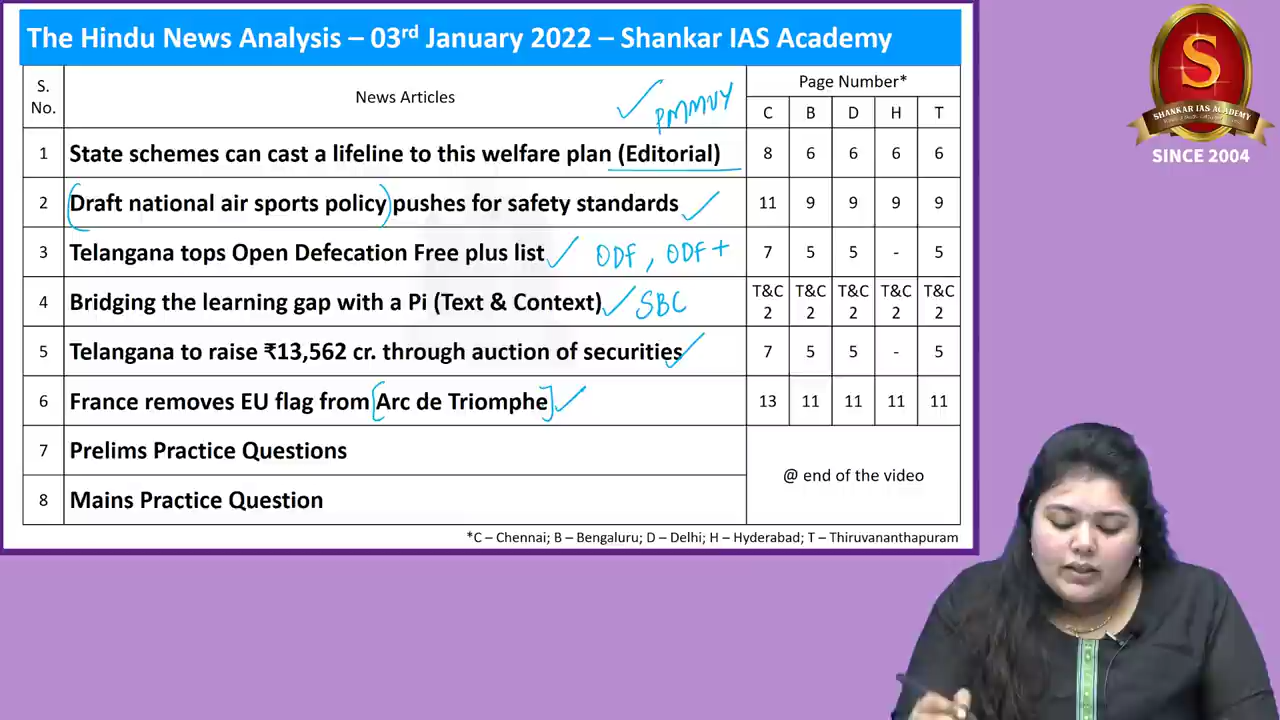 The Hindu News Analysis – 03rd January 2022 – Shankar IAS Academy
S. No. News Articles PMMVY Page Number*
C B D H T
1 State schemes can cast a lifeline to this welfare plan (Editorial) 8 6 6 6 6
2 Draft national air sports policy pushes for safety standards 11 9 9 9 9
3 Telangana tops Open Defecation Free plus list ODF, ODF+ 7 5 5 - 5
4 Bridging the learning gap with a Pi (Text & Context) SBC T&C 2 T&C 2 T&C 2 T&C 2 T&C 2
5 Telangana to raise ₹13,562 cr. through auction of securities 7 5 5 - 5
6 France removes EU flag from [Arc de Triomphe] 13 11 11 11 11
7 Prelims Practice Questions
@ end of the video
8 Mains Practice Question
*C – Chennai; B – Bengaluru; D – Delhi; H – Hyderabad; T – Thiruvananthapuram
S
SHANKAR IAS ACADEMY
SINCE 2004